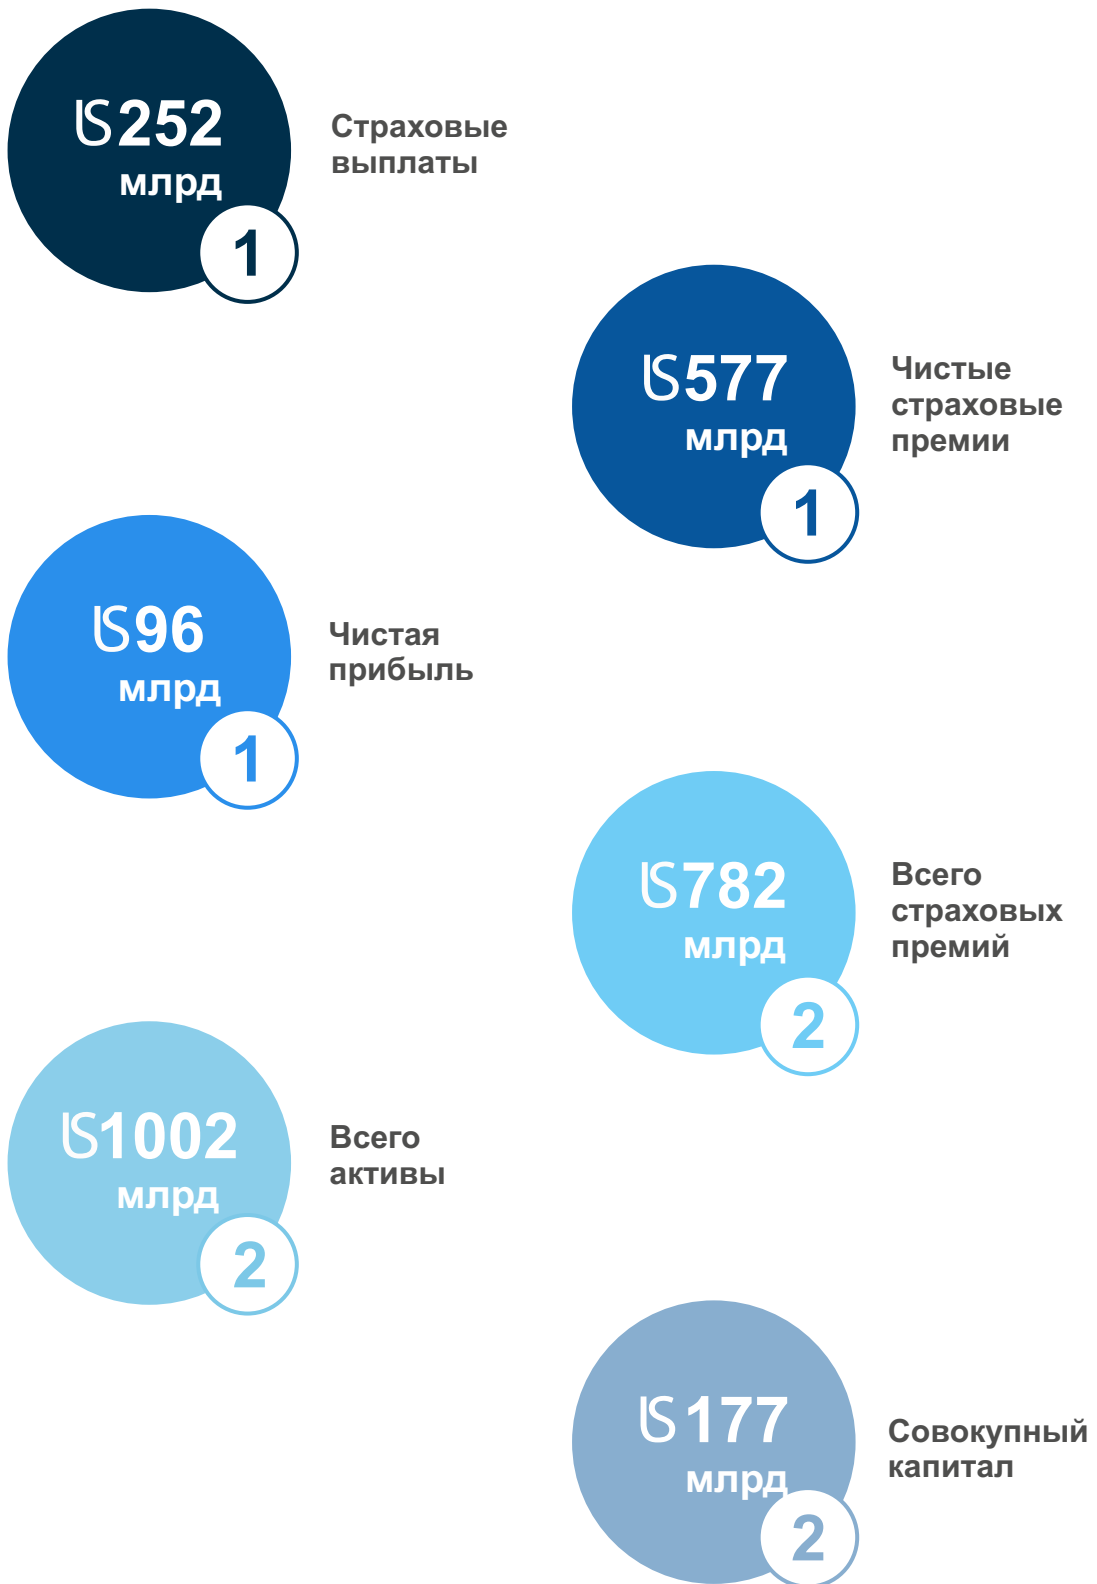 $252
млрд
1
Страховые
выплаты
$577
млрд
1
Чистые
страховые
премии
$96
млрд
1
Чистая
прибыль
$782
млрд
2
Всего
страховых
премий
$1002
млрд
2
Всего
активы
$177
млрд
2
Совокупный
капитал